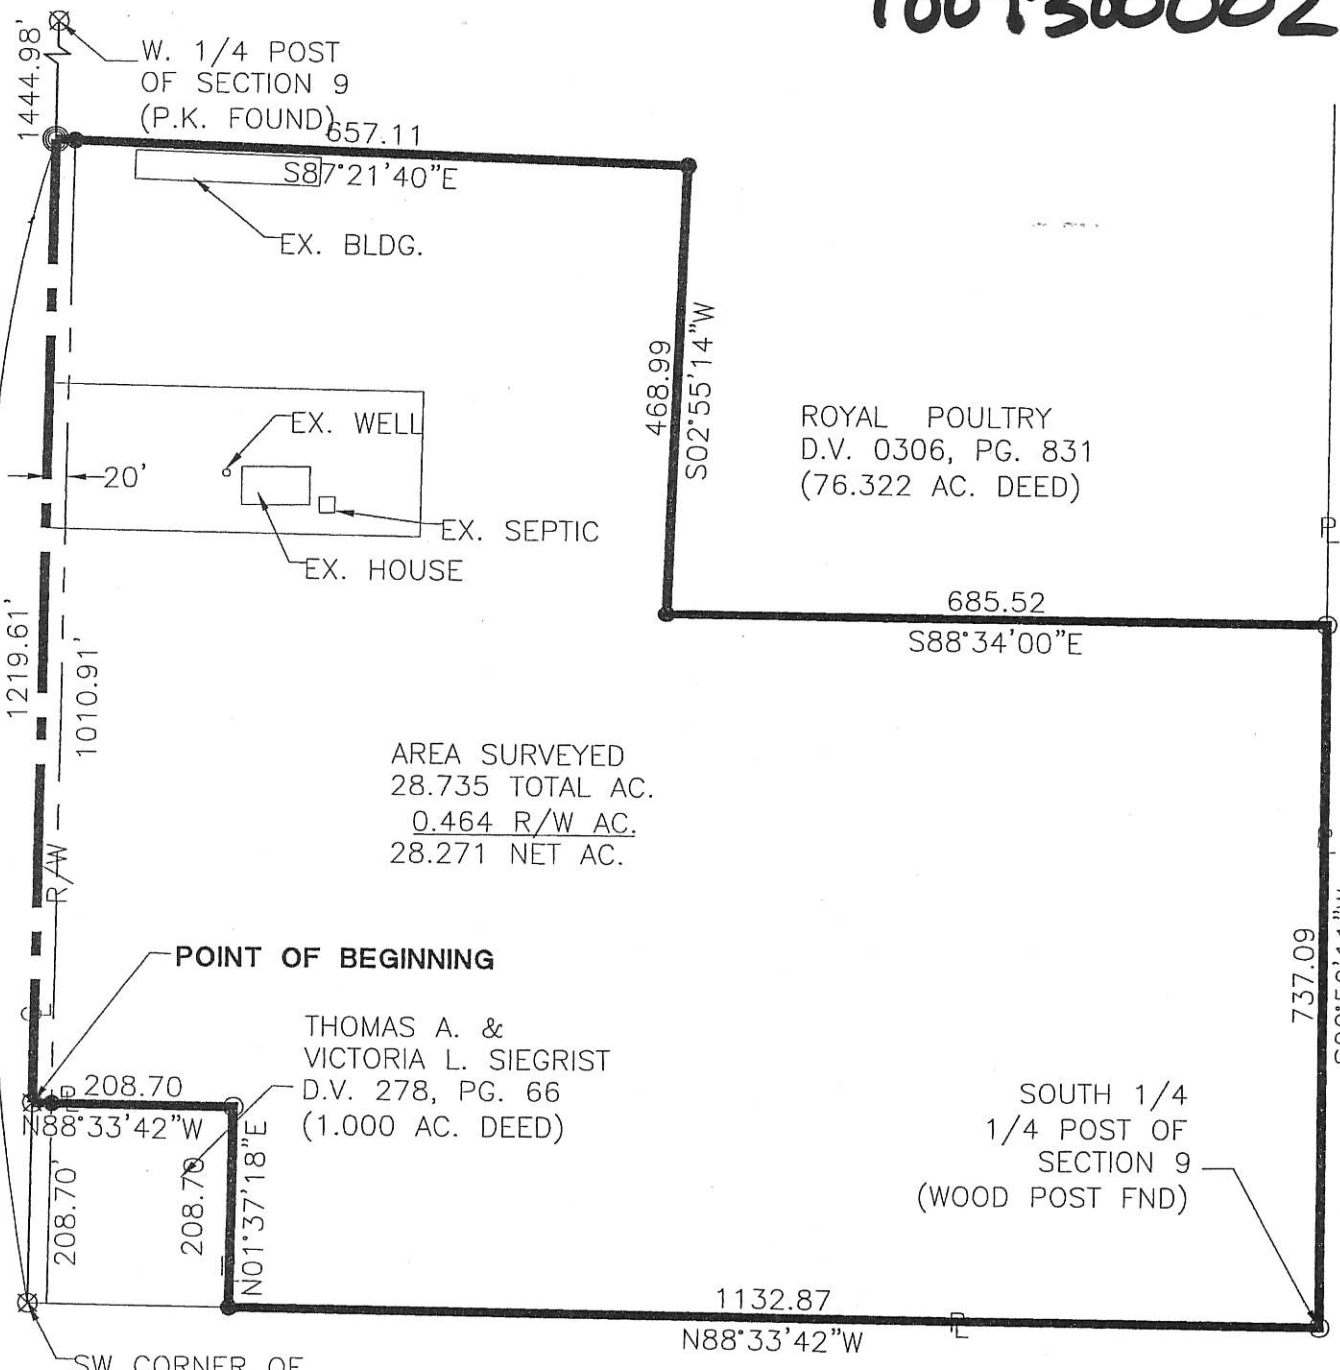 1444.98'
W. 1/4 POST
OF SECTION 9
(P.K. FOUND)
657.11
S87°21'40"E
EX. BLDG.
468.99
S02°55'14"W
ROYAL POULTRY
D.V. 0306, PG. 831
(76.322 AC. DEED)
EX. WELL
20'
EX. SEPTIC
EX. HOUSE
PL
685.52
S88°34'00"E
1219.61'
1010.91'
AREA SURVEYED
28.735 TOTAL AC.
0.464 R/W AC.
28.271 NET AC.
R/W
POINT OF BEGINNING
737.09
THOMAS A. &
VICTORIA L. SIEGRIST
D.V. 278, PG. 66
(1.000 AC. DEED)
208.70
N88°33'42"W
208.70'
208.70
N01°37'18"E
SOUTH 1/4
1/4 POST OF
SECTION 9
(WOOD POST FND)
1132.87
PL
N88°33'42"W
SW CORNER OF